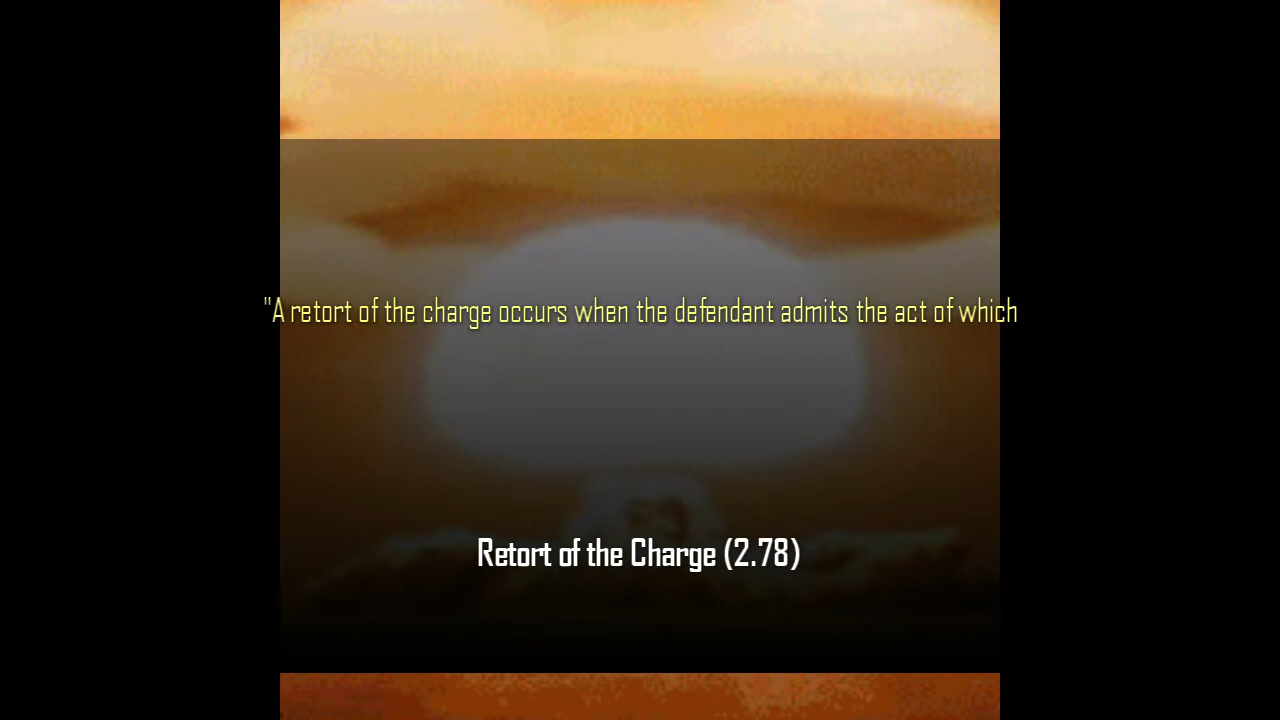 "A retort of the charge occurs when the defendant admits the act of which
Retort of the Charge (2.78)